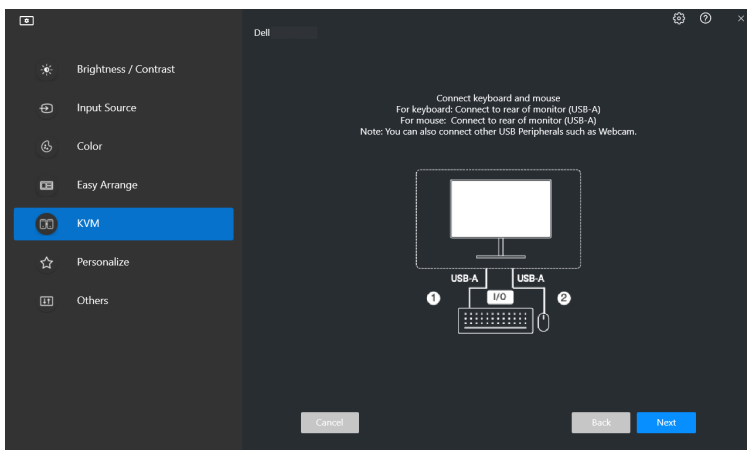 Dell
Brightness / Contrast
Input Source
Color
Easy Arrange
KVM
Personalize
Others
Connect keyboard and mouse
For keyboard: Connect to rear of monitor (USB-A)
For mouse: Connect to rear of monitor (USB-A)
Note: You can also connect other USB Peripherals such as Webcam.
USB-A USB-A
1 I/O 2
Cancel Back Next